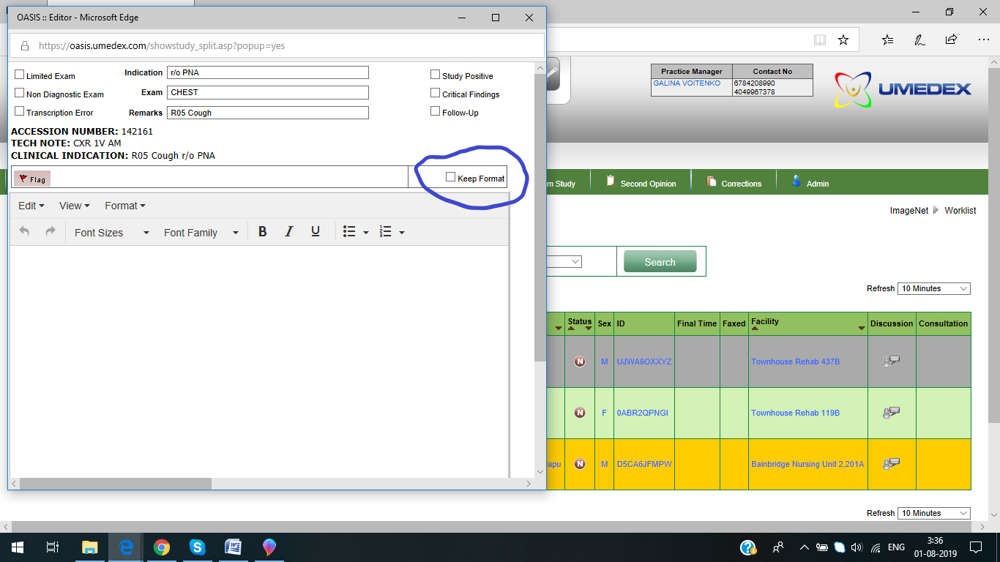 OASIS :: Editor - Microsoft Edge
https://oasis.umedex.com/showstudy_split.asp?popup=yes
Limited Exam
Indication
r/o PNA
Study Positive
Non Diagnostic Exam
Exam
CHEST
Critical Findings
Transcription Error
Remarks
R05 Cough
Follow-Up
ACCESSION NUMBER: 142161
TECH NOTE: CXR 1V AM
CLINICAL INDICATION: R05 Cough r/o PNA
Flag
Keep Format
Edit View Format
Font Sizes Font Family B I U
Practice Manager Contact No
GALINA VOITENKO 6784208990
4049967378
UMEDEX
m Study Second Opinion Corrections Admin
ImageNet Worklist
Search
Refresh 10 Minutes
Status Sex ID Final Time Faxed Facility Discussion Consultation
N M UJWA6OXXYZ Townhouse Rehab 437B
N F 0ABR2QPNGI Townhouse Rehab 119B
lapu N M D5CA6JFMPW Bainbridge Nursing Unit 2,201A
Refresh 10 Minutes
ENG
3:36
01-08-2019